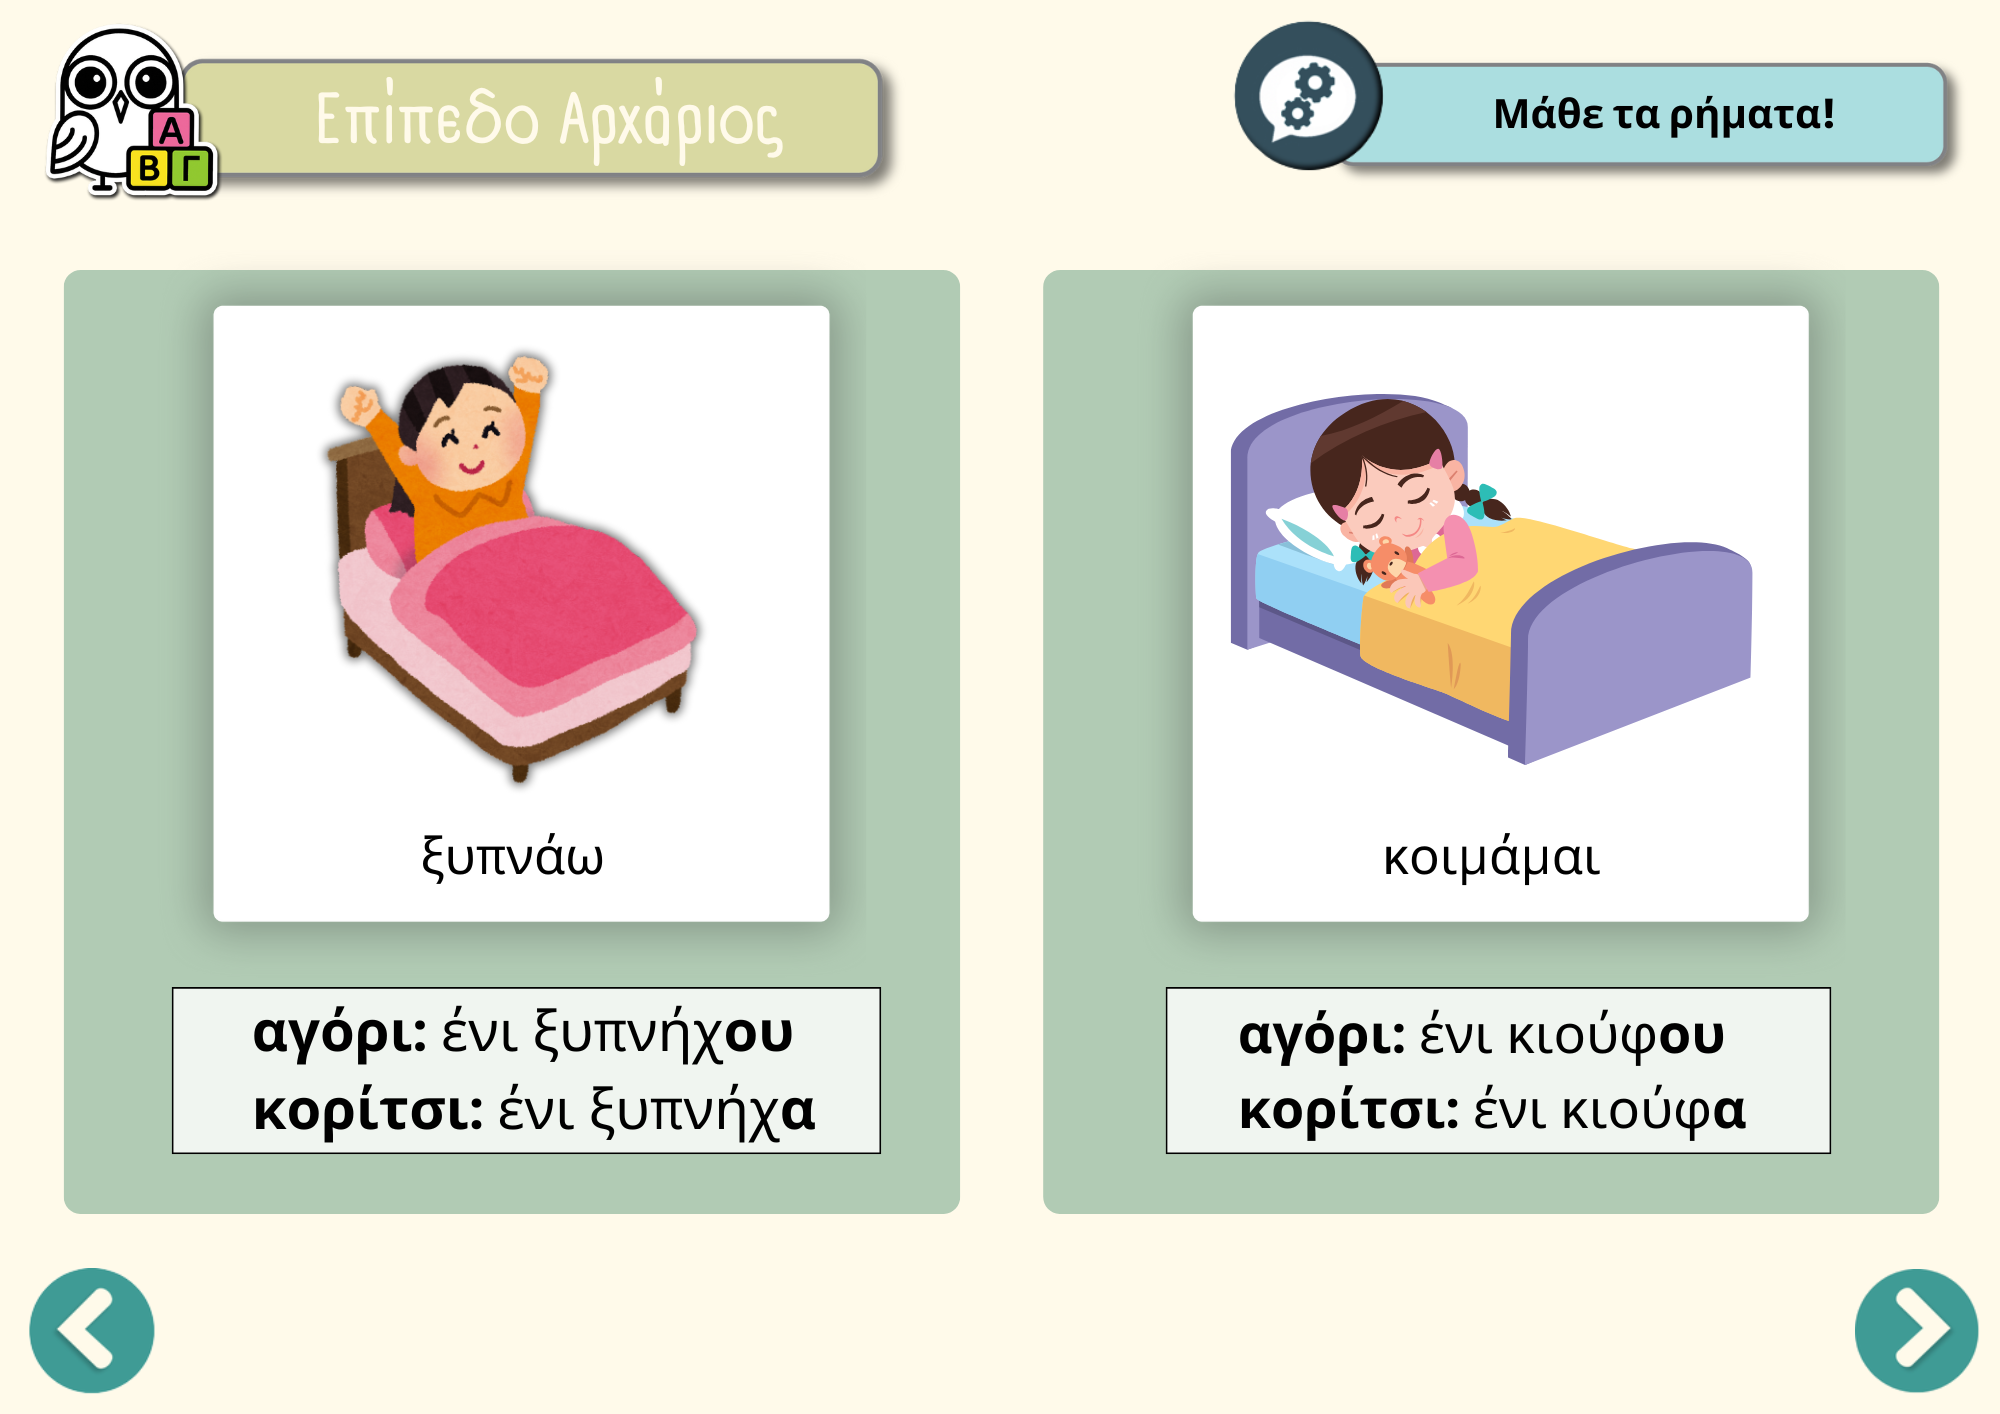 Επίπεδο Αρχάριος
Μάθε τα ρήματα!
Α
Β Γ
ξυπνάω
αγόρι: ένι ξυπνήχου
κορίτσι: ένι ξυπνήχα
κοιμάμαι
αγόρι: ένι κιούφου
κορίτσι: ένι κιούφα